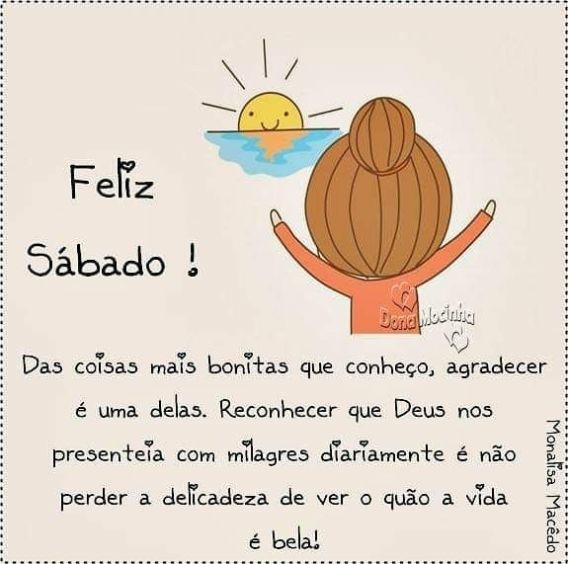 Feliz
Sábado !
Dona Mocinha
Das coisas mais bonitas que conheço, agradecer
é uma delas. Reconhecer que Deus nos
presenteia com milagres diariamente é não
perder a delicadeza de ver o quão a vida
é bela!
Monalisa Macêdo